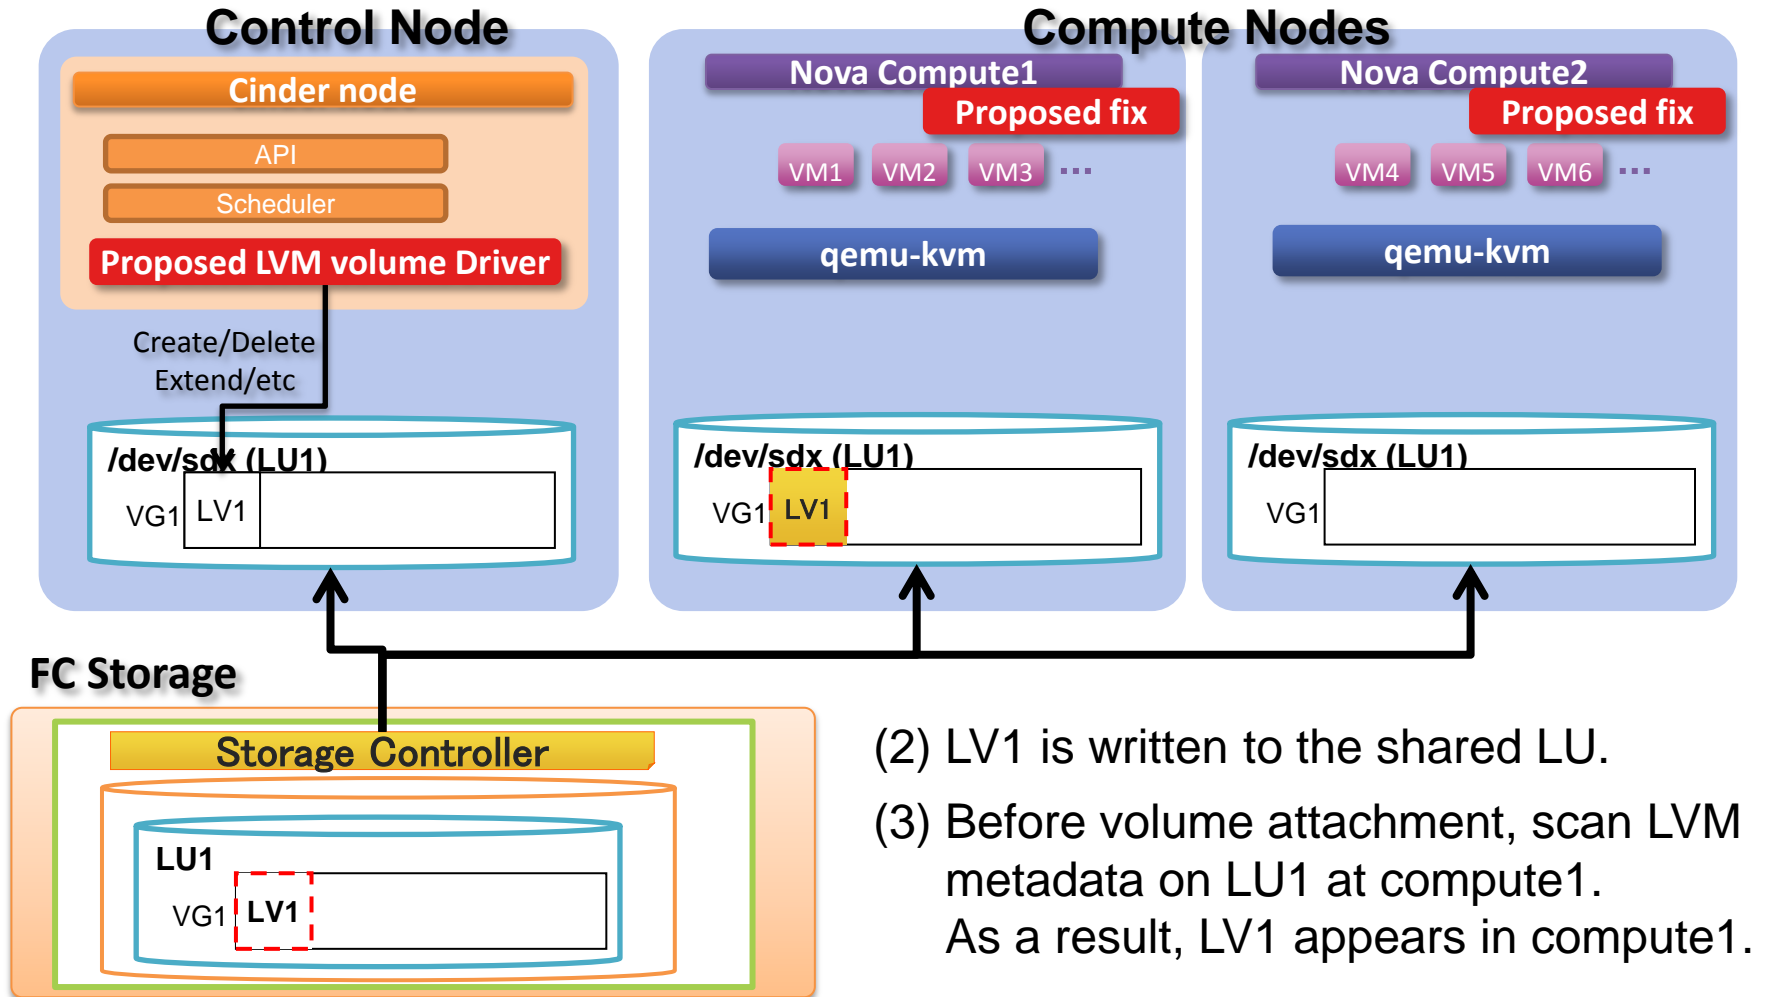 Control Node
Compute Nodes
Cinder node
API
Scheduler
Proposed LVM volume Driver
Create/Delete
Extend/etc
/dev/sdx (LU1)
VG1 LV1
Nova Compute1
Proposed fix
VM1 VM2 VM3 ...
qemu-kvm
/dev/sdx (LU1)
VG1 LV1
Nova Compute2
Proposed fix
VM4 VM5 VM6 ...
qemu-kvm
/dev/sdx (LU1)
VG1
FC Storage
Storage Controller
LU1
VG1 LV1
(2) LV1 is written to the shared LU.
(3) Before volume attachment, scan LVM
metadata on LU1 at compute1.
As a result, LV1 appears in compute1.